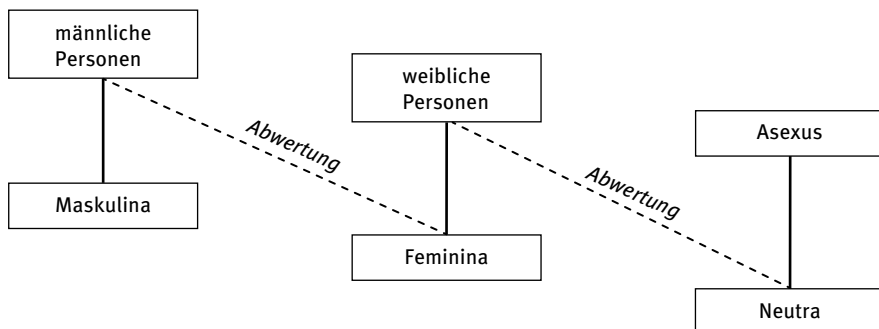 männliche
Personen
weibliche
Personen
Asexus
Abwertung
Abwertung
Maskulina
Feminina
Neutra